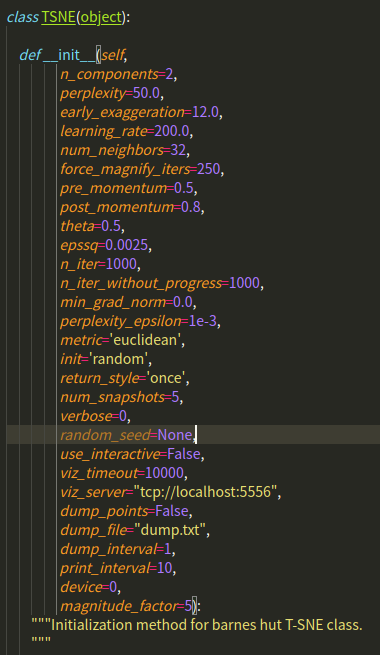 class TSNE(object):
def __init__(self,
n_components=2,
perplexity=50.0,
early_exaggeration=12.0,
learning_rate=200.0,
num_neighbors=32,
force_magnify_iters=250,
pre_momentum=0.5,
post_momentum=0.8,
theta=0.5,
epssq=0.0025,
n_iter=1000,
n_iter_without_progress=1000,
min_grad_norm=0.0,
perplexity_epsilon=1e-3,
metric='euclidean',
init='random',
return_style='once',
num_snapshots=5,
verbose=0,
random_seed=None,
use_interactive=False,
viz_timeout=10000,
viz_server="tcp://localhost:5556",
dump_points=False,
dump_file="dump.txt",
dump_interval=1,
print_interval=10,
device=0,
magnitude_factor=5):
"""Initialization method for barnes hut T-SNE class.
"""